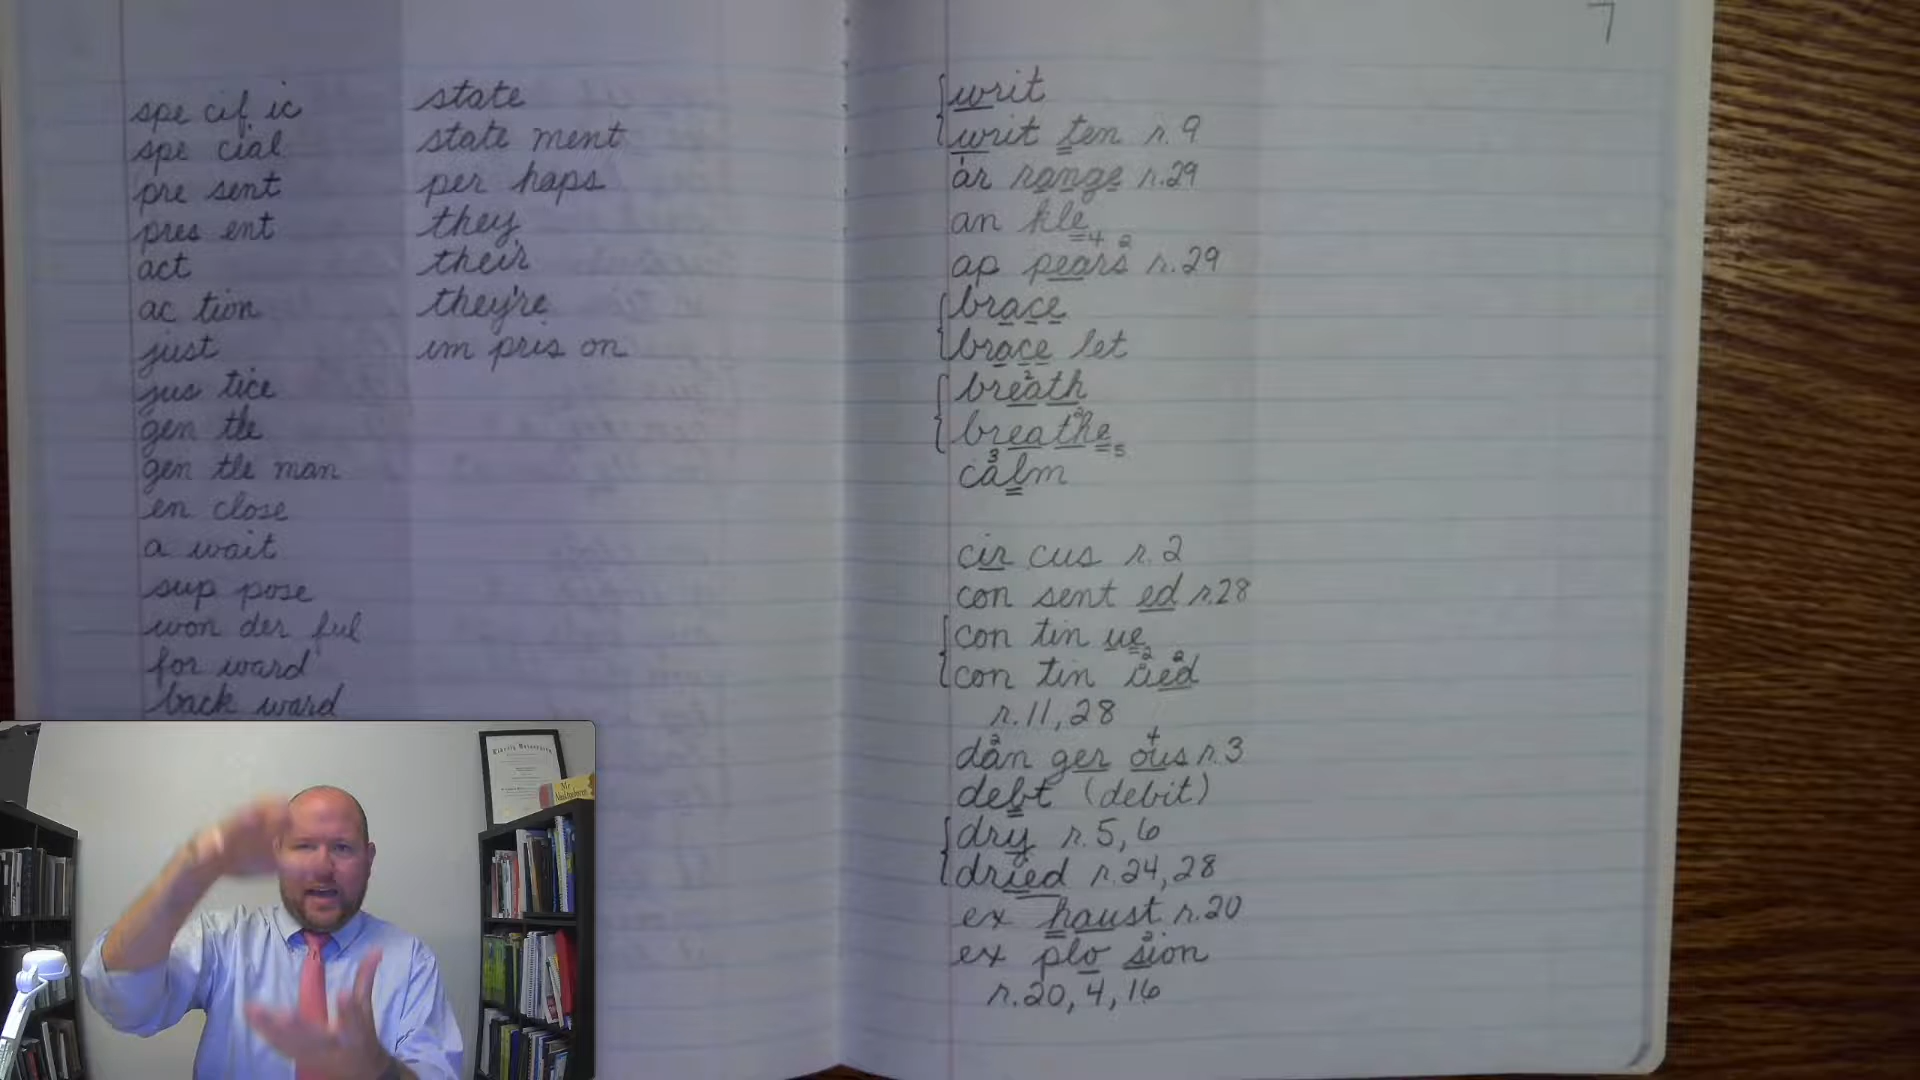 7
spe cif ic
spe cial
pre sent
pres ent
act
ac tion
just
jus tice
gen tle
gen tle man
en close
a wait
sup pose
won der ful
for ward
back ward
state
state ment
per haps
they
their
they're
im pris on
writ
writ ten r. 9
ar range r. 29
an kle 4
ap pears r. 29
brace
brace let
breath
breathe 5
calm
cir cus r. 2
con sent ed r. 28
con tin ue 2
con tin ued
r. 11, 28
dan ger ous r. 3
debt (debit)
dry r. 5, 6
dried r. 24, 28
ex haust r. 20
ex plo sion
r. 20, 4, 16